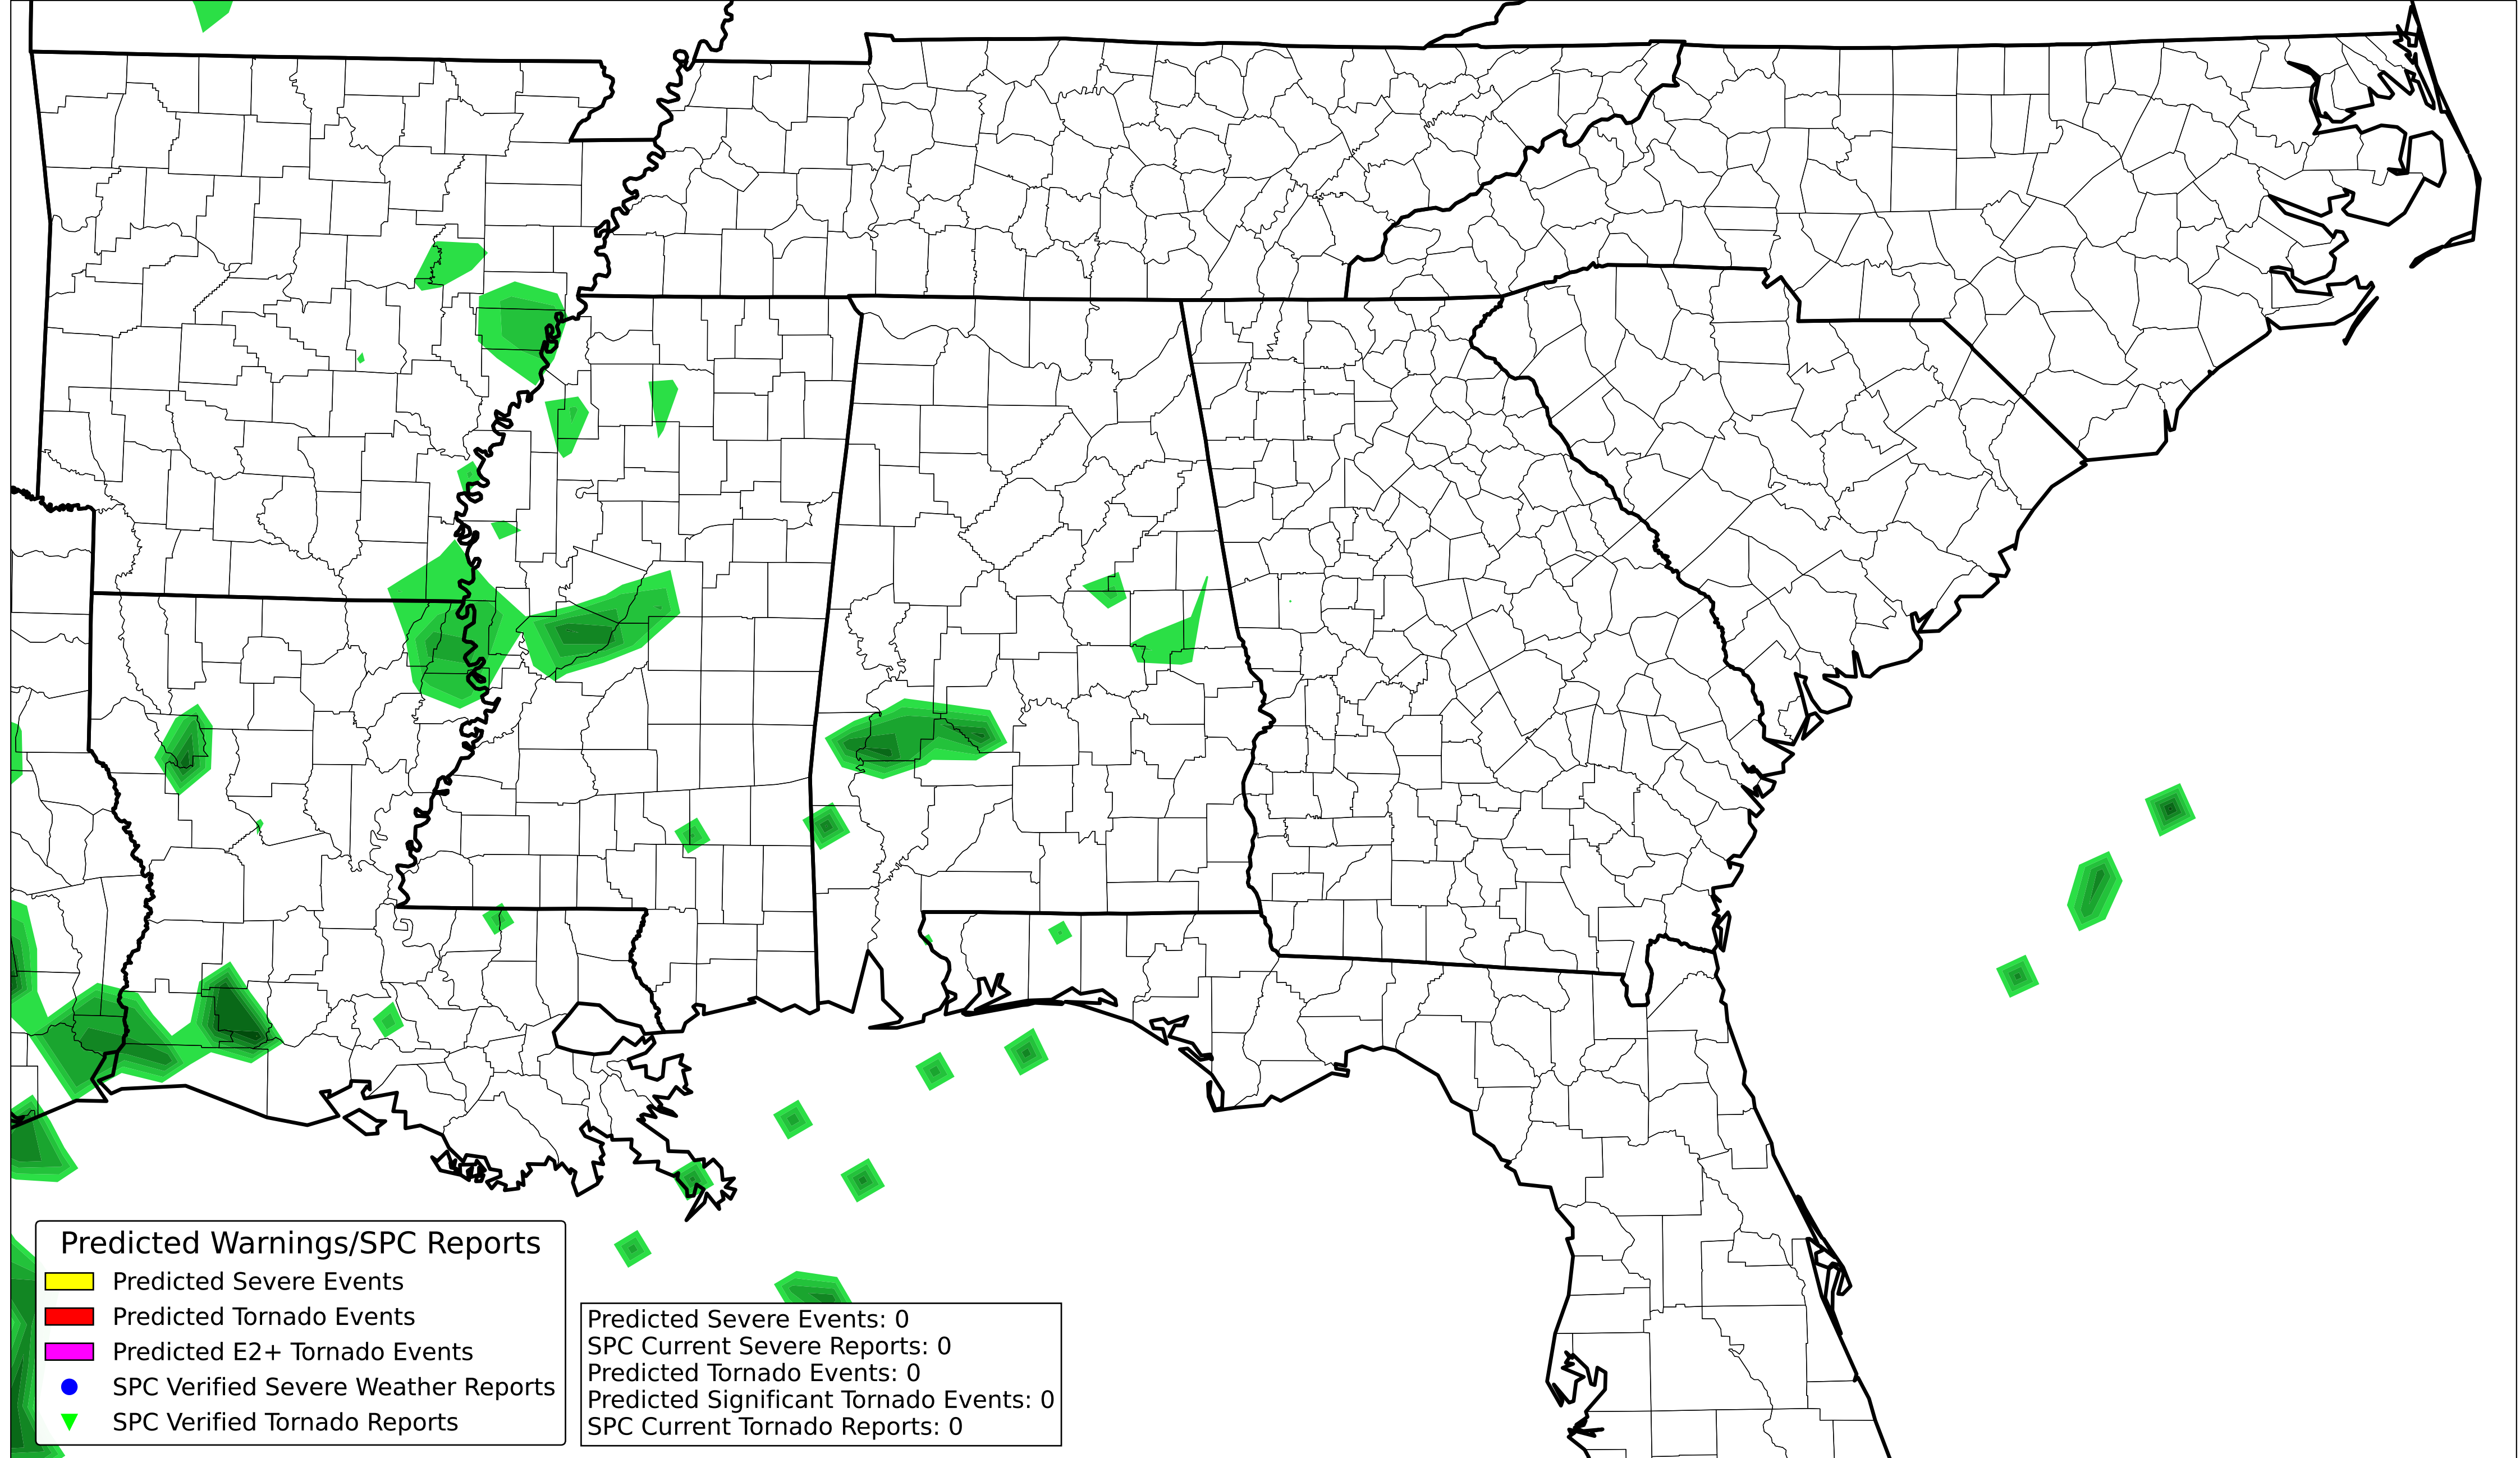 Predicted Warnings/SPC Reports
Predicted Severe Events
Predicted Tornado Events
Predicted E2+ Tornado Events
SPC Verified Severe Weather Reports
SPC Verified Tornado Reports
Predicted Severe Events: 0
SPC Current Severe Reports: 0
Predicted Tornado Events: 0
Predicted Significant Tornado Events: 0
SPC Current Tornado Reports: 0